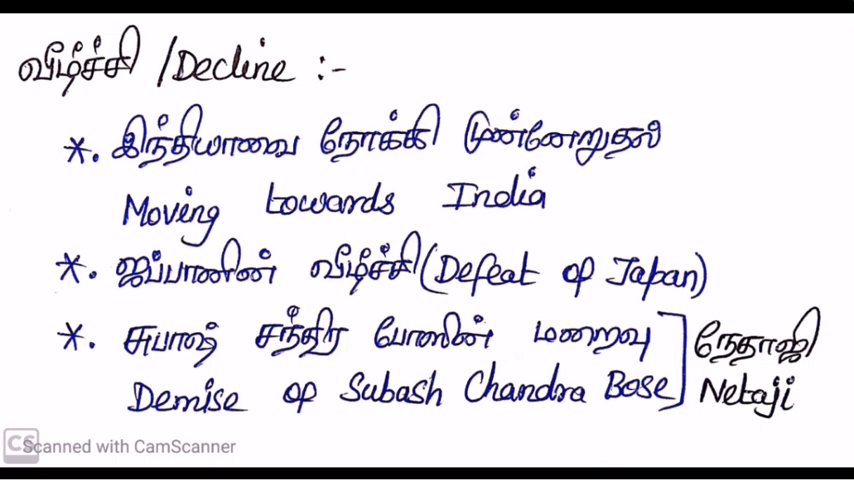 வீழ்ச்சி /Decline :-
*. இந்தியாவை நோக்கி முன்னேறுதல்
Moving towards India
*. ஜப்பானின் வீழ்ச்சி (Defeat of Japan)
*. சுபாஷ் சந்திர போஸின் மறைவு ] நேதாஜி
Demise of Subash Chandra Bose ] Netaji
CS Scanned with CamScanner